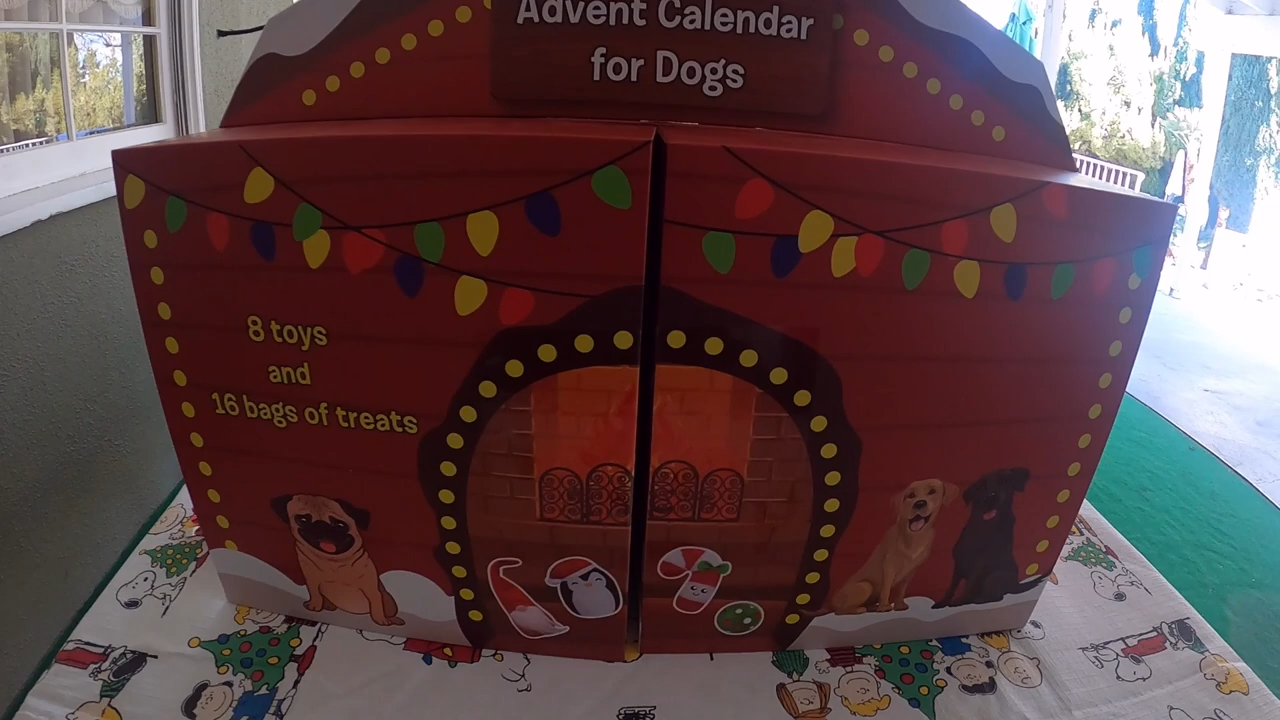 Advent Calendar
for Dogs
8 toys
and
16 bags of treats